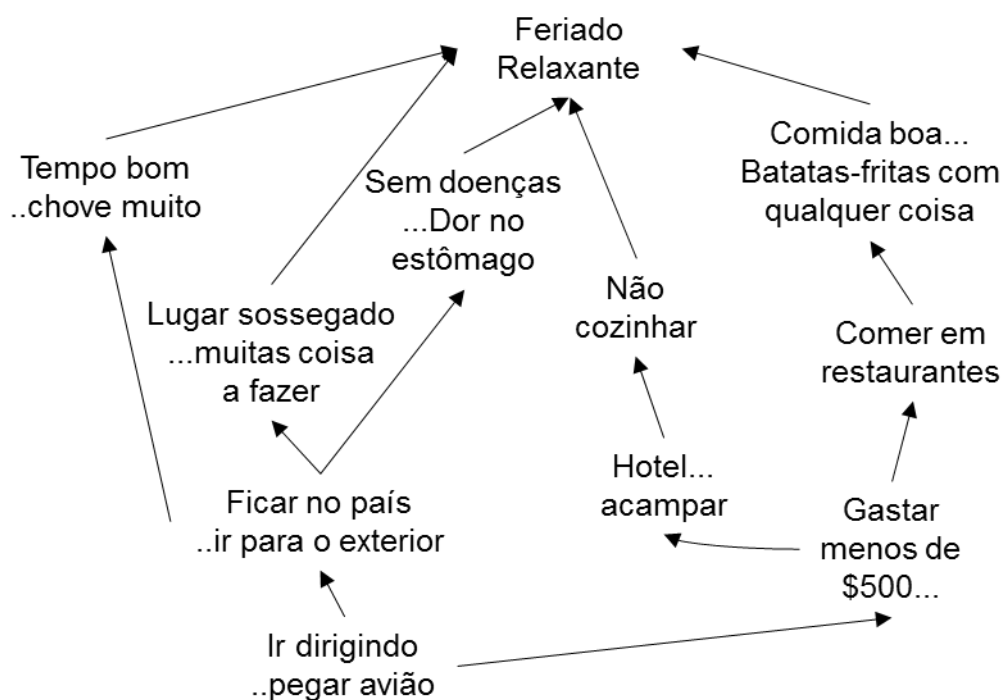 Feriado
Relaxante
Tempo bom
..chove muito
Sem doenças
...Dor no
estômago
Comida boa...
Batatas-fritas com
qualquer coisa
Lugar sossegado
...muitas coisa
a fazer
Não
cozinhar
Comer em
restaurantes
Ficar no país
..ir para o exterior
Hotel...
acampar
Gastar
menos de
$500...
Ir dirigindo
..pegar avião